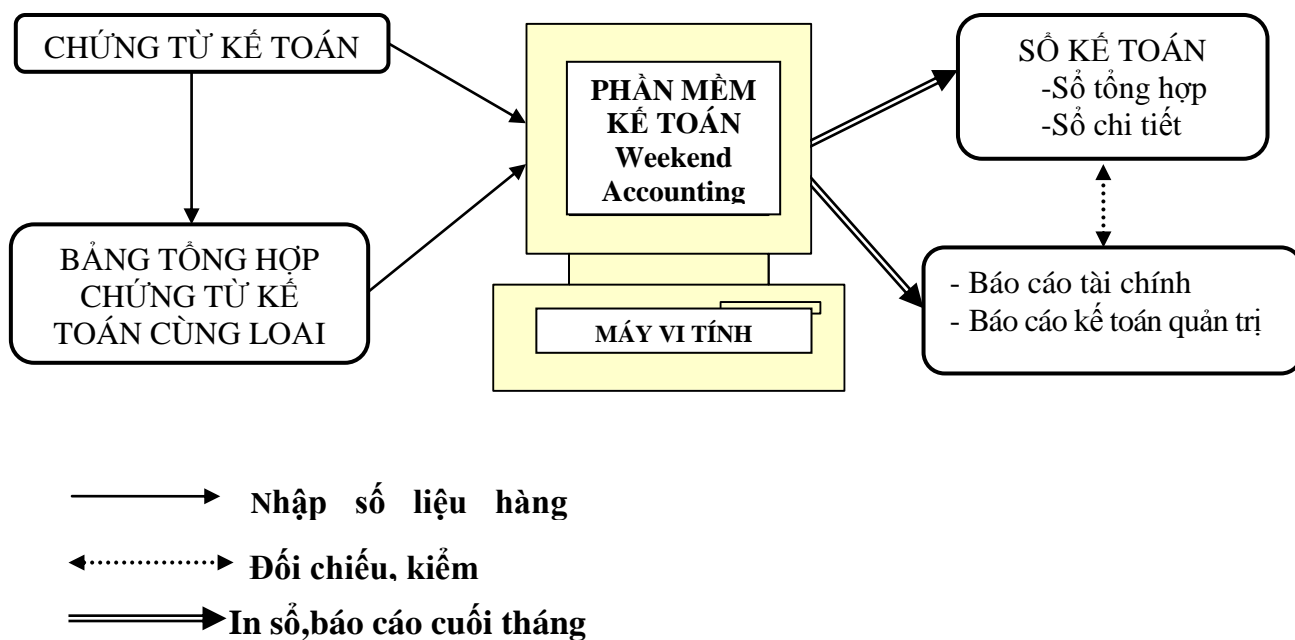 CHỨNG TỪ KẾ TOÁN
BẢNG TỔNG HỢP
CHỨNG TỪ KẾ
TOÁN CÙNG LOẠI
PHẦN MỀM
KẾ TOÁN
Weekend
Accounting
MÁY VI TÍNH
SỔ KẾ TOÁN
-Sổ tổng hợp
-Sổ chi tiết
- Báo cáo tài chính
- Báo cáo kế toán quản trị
Nhập số liệu hàng
Đối chiếu, kiểm
In sổ,báo cáo cuối tháng